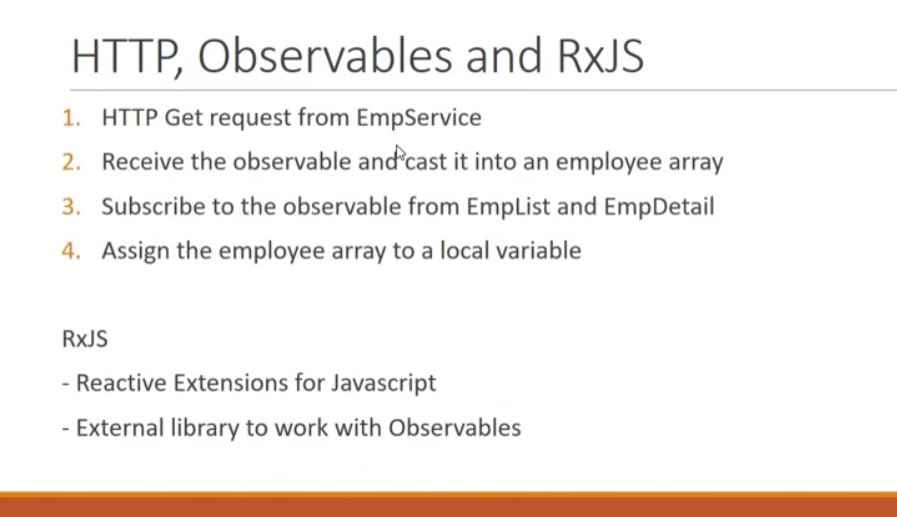 HTTP, Observables and RxJS
1. HTTP Get request from EmpService
2. Receive the observable and cast it into an employee array
3. Subscribe to the observable from EmpList and EmpDetail
4. Assign the employee array to a local variable
RxJS
- Reactive Extensions for Javascript
- External library to work with Observables